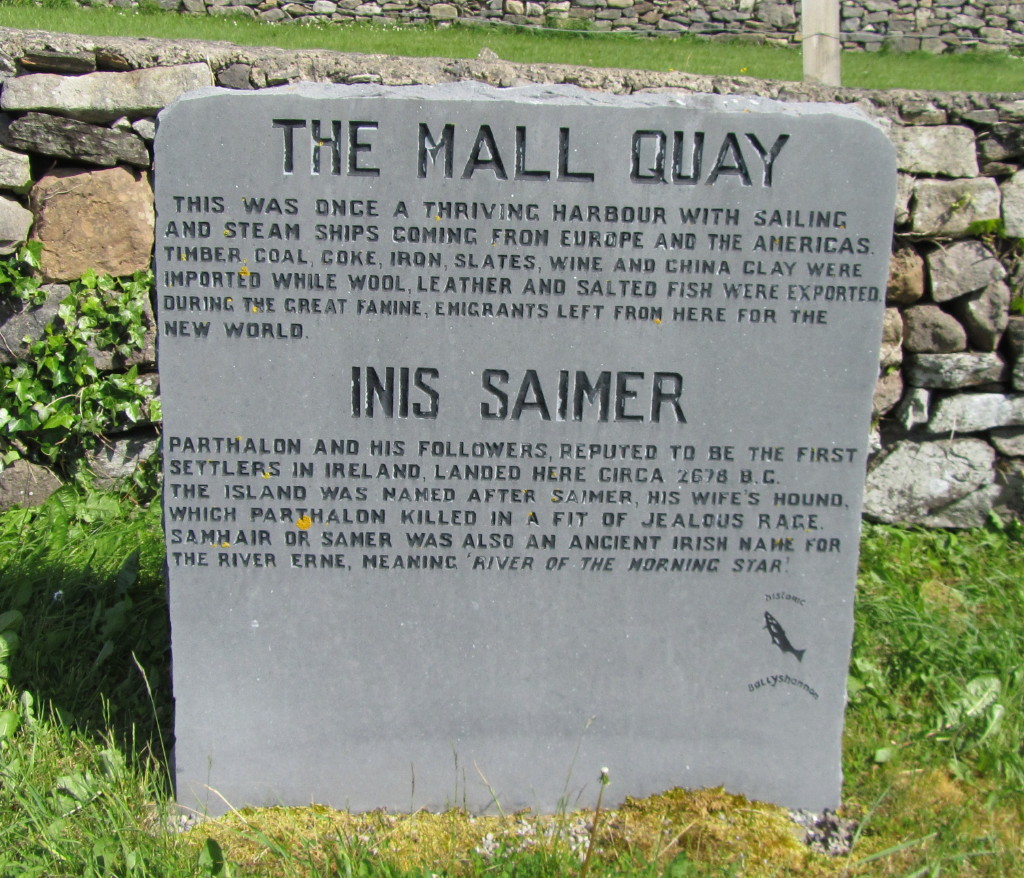 THE MALL QUAY
THIS WAS ONCE A THRIVING HARBOUR WITH SAILING
AND STEAM SHIPS COMING FROM EUROPE AND THE AMERICAS.
TIMBER, COAL, COKE, IRON, SLATES, WINE AND CHINA CLAY WERE
IMPORTED WHILE WOOL, LEATHER AND SALTED FISH WERE EXPORTED.
DURING THE GREAT FAMINE, EMIGRANTS LEFT FROM HERE FOR THE
NEW WORLD.
INIS SAIMER
PARTHALON AND HIS FOLLOWERS, REPUTED TO BE THE FIRST
SETTLERS IN IRELAND, LANDED HERE CIRCA 2678 B.C.
THE ISLAND WAS NAMED AFTER SAIMER, HIS WIFE'S HOUND,
WHICH PARTHALON KILLED IN A FIT OF JEALOUS RAGE.
SAMHAIR OR SAMER WAS ALSO AN ANCIENT IRISH NAME FOR
THE RIVER ERNE, MEANING 'RIVER OF THE MORNING STAR'.
historic
Ballyshannon